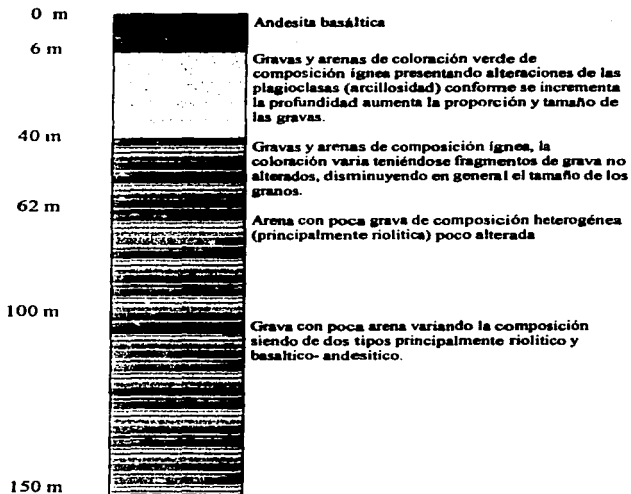 0 m
Andesita basáltica
6 m
Gravas y arenas de coloración verde de
composición ígnea presentando alteraciones de las
plagioclasas (arcillosidad) conforme se incrementa
la profundidad aumenta la proporción y tamaño de
las gravas.
40 m
Gravas y arenas de composición ígnea, la
coloración varia teniéndose fragmentos de grava no
alterados, disminuyendo en general el tamaño de los
granos.
62 m
Arena con poca grava de composición heterogénea
(principalmente riolitica) poco alterada
100 m
Grava con poca arena variando la composición
siendo de dos tipos principalmente riolitico y
basaltico- andesitico.
150 m